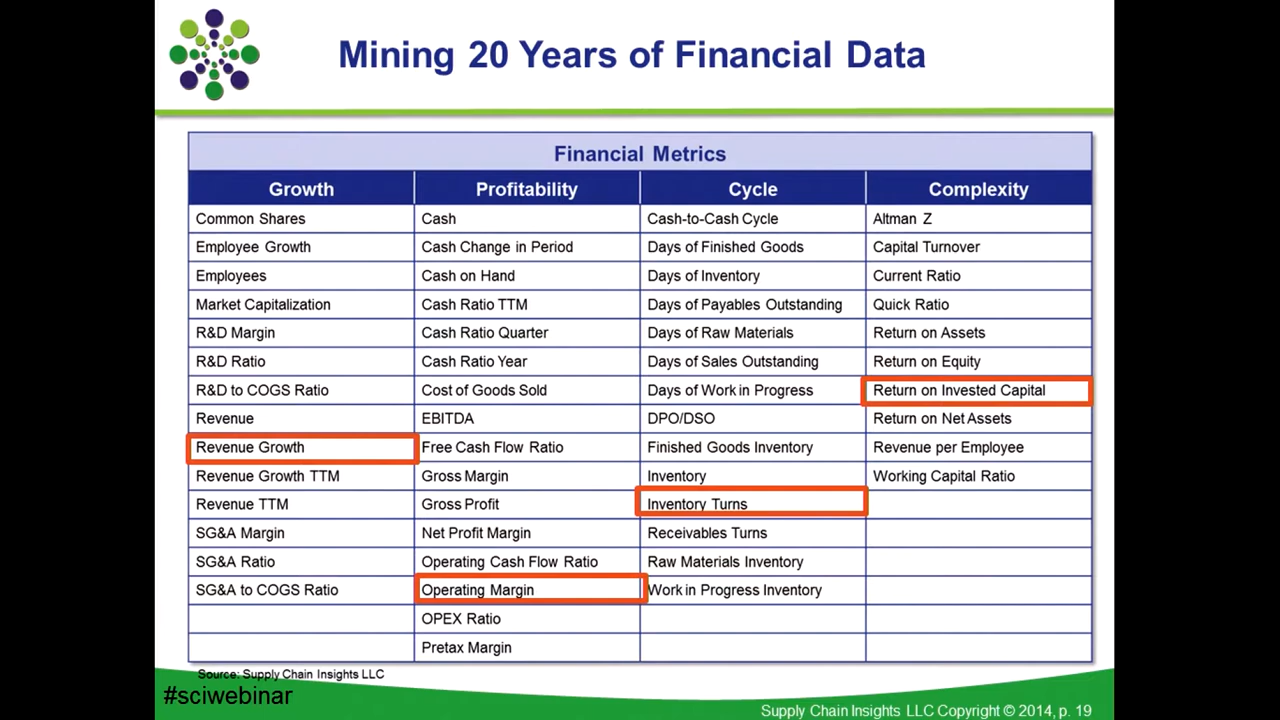 Mining 20 Years of Financial Data
Financial Metrics
Growth Profitability Cycle Complexity
Common Shares Cash Cash-to-Cash Cycle Altman Z
Employee Growth Cash Change in Period Days of Finished Goods Capital Turnover
Employees Cash on Hand Days of Inventory Current Ratio
Market Capitalization Cash Ratio TTM Days of Payables Outstanding Quick Ratio
R&D Margin Cash Ratio Quarter Days of Raw Materials Return on Assets
R&D Ratio Cash Ratio Year Days of Sales Outstanding Return on Equity
R&D to COGS Ratio Cost of Goods Sold Days of Work in Progress Return on Invested Capital
Revenue EBITDA DPO/DSO Return on Net Assets
Revenue Growth Free Cash Flow Ratio Finished Goods Inventory Revenue per Employee
Revenue Growth TTM Gross Margin Inventory Working Capital Ratio
Revenue TTM Gross Profit Inventory Turns
SG&A Margin Net Profit Margin Receivables Turns
SG&A Ratio Operating Cash Flow Ratio Raw Materials Inventory
SG&A to COGS Ratio Operating Margin Work in Progress Inventory
OPEX Ratio
Pretax Margin
Source: Supply Chain Insights LLC
#sciwebinar
Supply Chain Insights LLC Copyright © 2014, p. 19